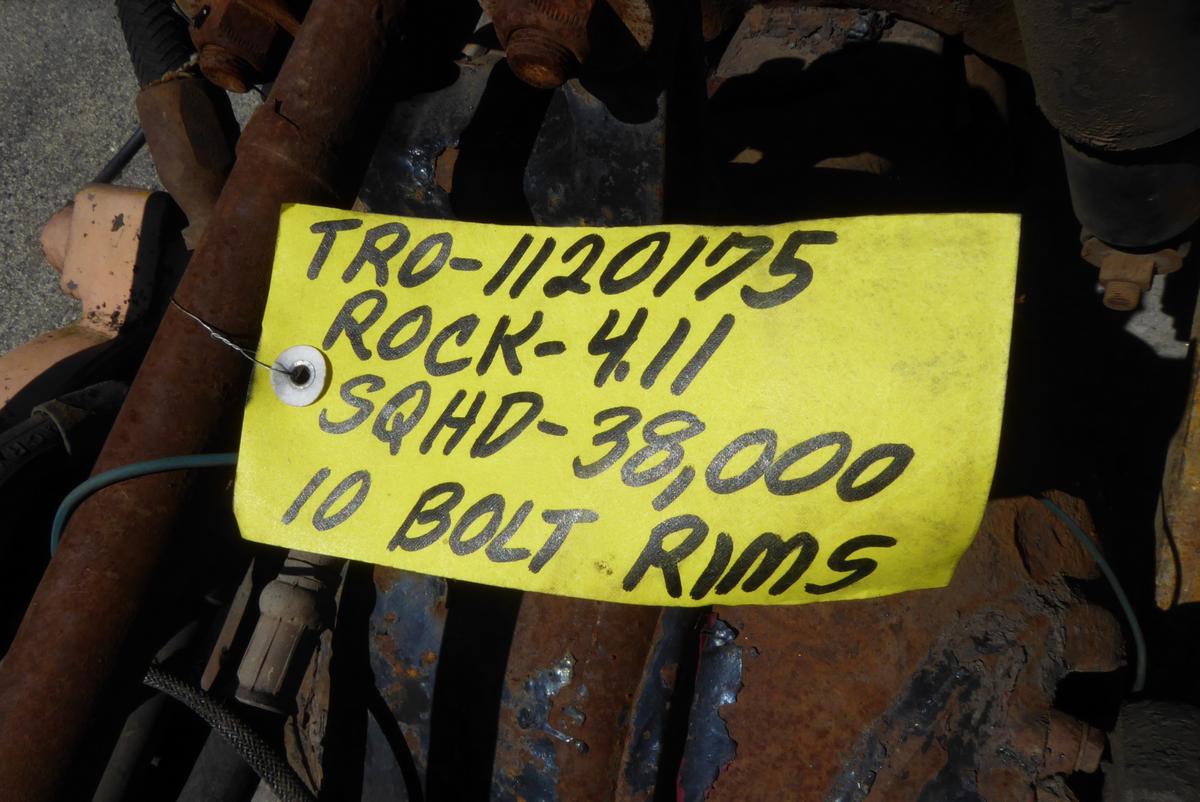 TRO-1120175
ROCK-4.11
SQHD-38,000
10 BOLT RIMS